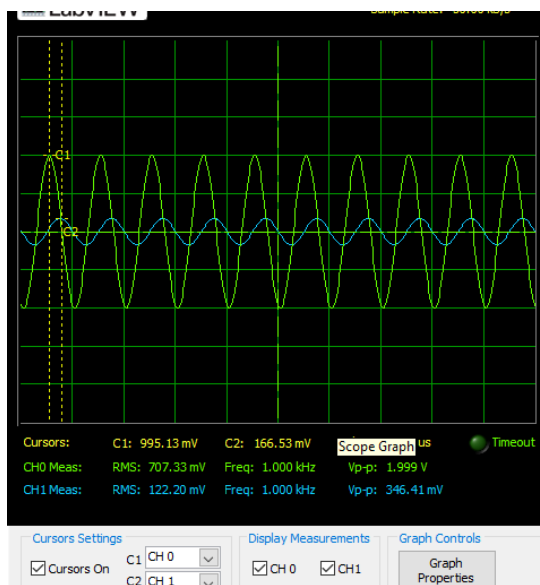 LabVIEW
C1
C2
Cursors: C1: 995.13 mV C2: 166.53 mV us Timeout
Scope Graph
CH0 Meas: RMS: 707.33 mV Freq: 1.000 kHz Vp-p: 1.999 V
CH1 Meas: RMS: 122.20 mV Freq: 1.000 kHz Vp-p: 346.41 mV
Cursors Settings Display Measurements Graph Controls
Cursors On C1 CH 0 CH 0 CH1 Graph
Properties
C2 CH 1